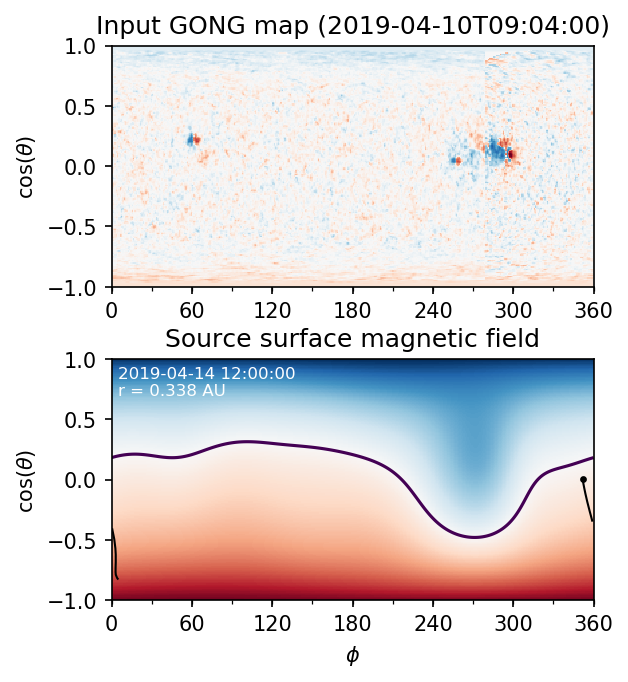 Input GONG map (2019-04-10T09:04:00)
1.0
0.5
0.0
−0.5
−1.0
cos(θ)
0 60 120 180 240 300 360
Source surface magnetic field
2019-04-14 12:00:00
r = 0.338 AU
1.0
0.5
0.0
−0.5
−1.0
cos(θ)
0 60 120 180 240 300 360
ϕ